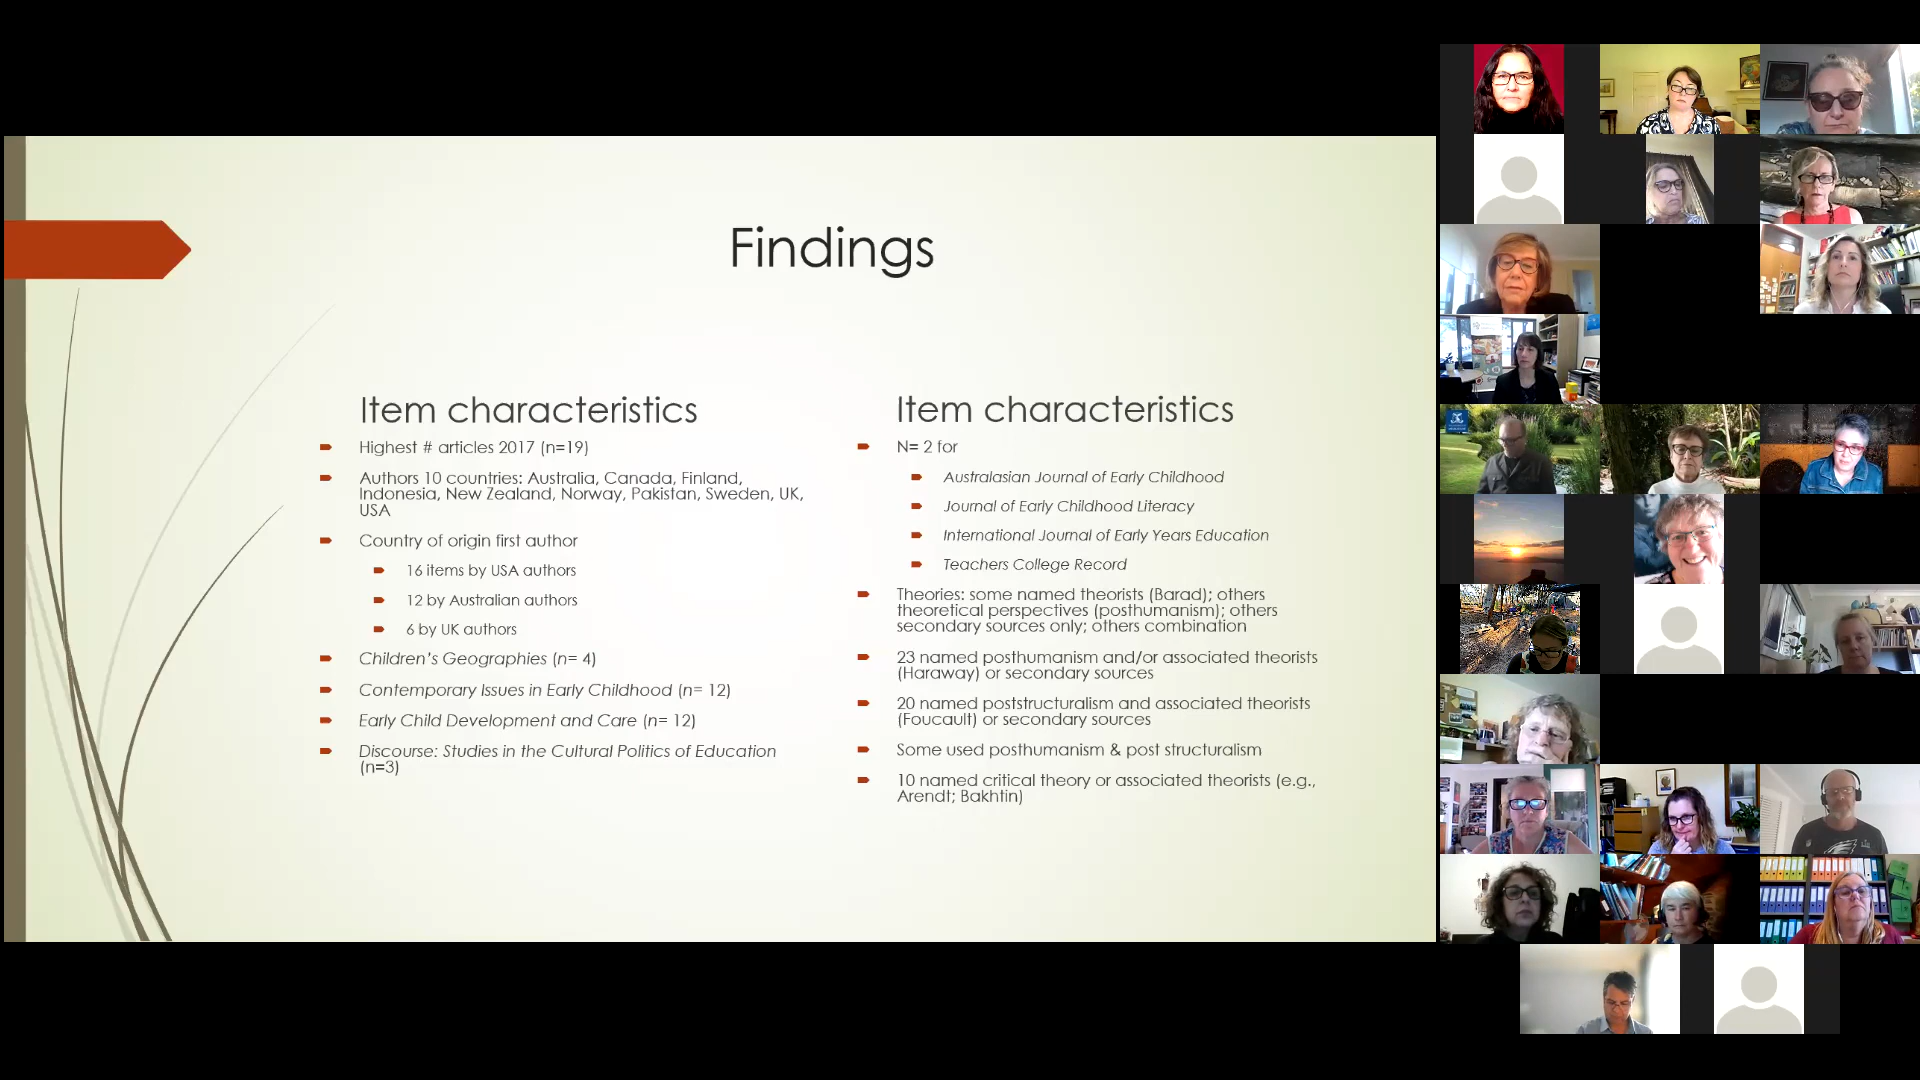 Findings
Item characteristics
Highest # articles 2017 (n=19)
Authors 10 countries: Australia, Canada, Finland,
Indonesia, New Zealand, Norway, Pakistan, Sweden, UK,
USA
Country of origin first author
16 items by USA authors
12 by Australian authors
6 by UK authors
Children's Geographies (n= 4)
Contemporary Issues in Early Childhood (n= 12)
Early Child Development and Care (n= 12)
Discourse: Studies in the Cultural Politics of Education
(n=3)
Item characteristics
N= 2 for
Australasian Journal of Early Childhood
Journal of Early Childhood Literacy
International Journal of Early Years Education
Teachers College Record
Theories: some named theorists (Barad); others
theoretical perspectives (posthumanism); others
secondary sources only; others combination
23 named posthumanism and/or associated theorists
(Haraway) or secondary sources
20 named poststructuralism and associated theorists
(Foucault) or secondary sources
Some used posthumanism & post structuralism
10 named critical theory or associated theorists (e.g.,
Arendt; Bakhtin)